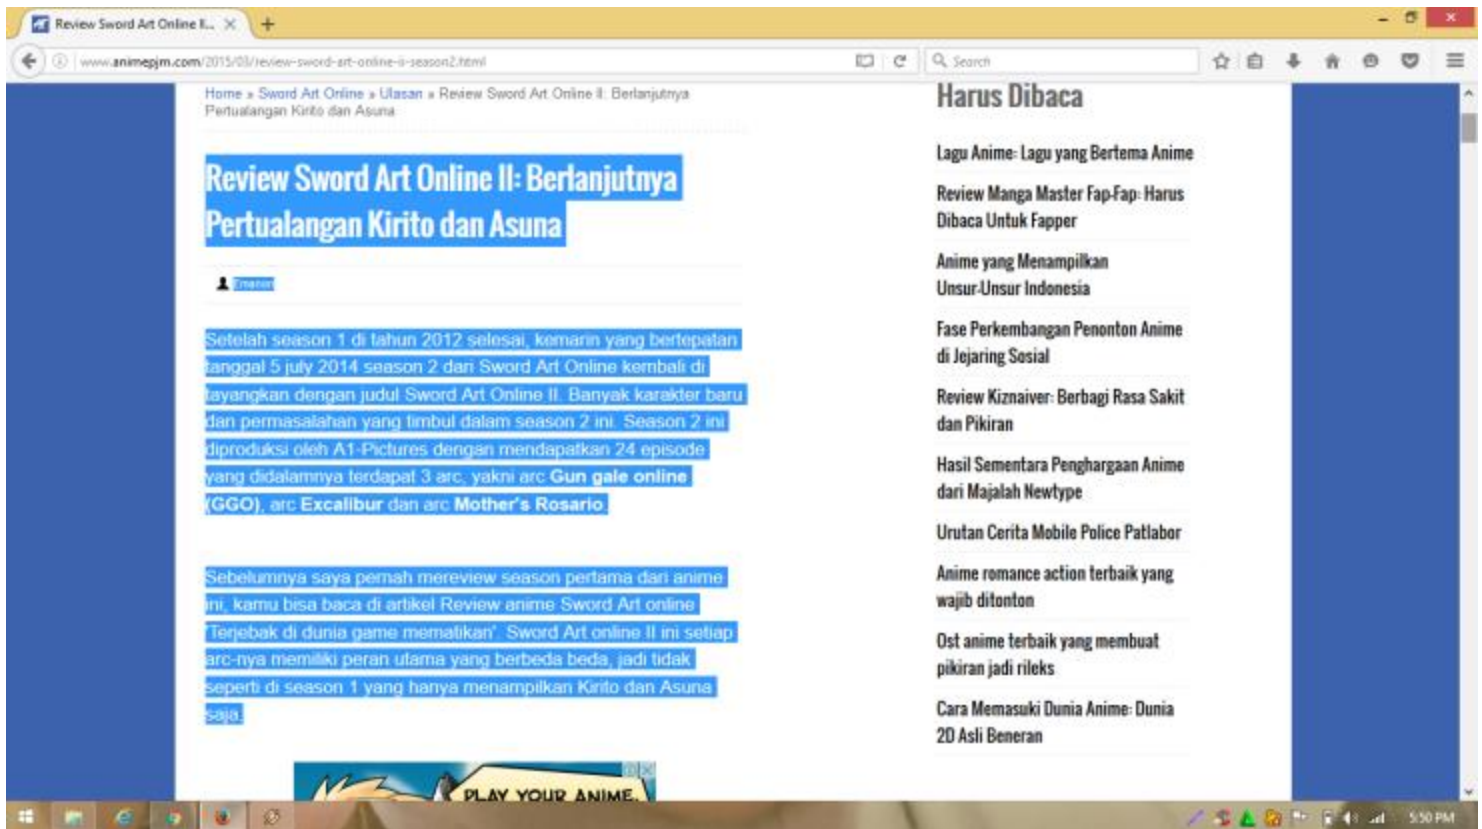 Review Sword Art Online II...
www.animepjm.com/2015/03/review-sword-art-online-ii-season2.html
Search
Home » Sword Art Online » Ulasan » Review Sword Art Online II: Berlanjutnya
Pertualangan Kirito dan Asuna
Review Sword Art Online II: Berlanjutnya
Pertualangan Kirito dan Asuna
Setelah season 1 di tahun 2012 selesai, kemarin yang bertepatan
tanggal 5 july 2014 season 2 dari Sword Art Online kembali di
tayangkan dengan judul Sword Art Online II. Banyak karakter baru
dan permasalahan yang timbul dalam season 2 ini. Season 2 ini
diproduksi oleh A1-Pictures dengan mendapatkan 24 episode
yang didalamnya terdapat 3 arc, yakni arc Gun gale online
(GGO), arc Excalibur dan arc Mother's Rosario.
Sebelumnya saya pernah mereview season pertama dari anime
ini, kamu bisa baca di artikel Review anime Sword Art online
'Terjebak di dunia game mematikan'. Sword Art online II ini setiap
arc-nya memiliki peran utama yang berbeda beda, jadi tidak
seperti di season 1 yang hanya menampilkan Kirito dan Asuna
saja.
PLAY YOUR ANIME.
Harus Dibaca
Lagu Anime: Lagu yang Bertema Anime
Review Manga Master Fap-Fap: Harus
Dibaca Untuk Fapper
Anime yang Menampilkan
Unsur-Unsur Indonesia
Fase Perkembangan Penonton Anime
di Jejaring Sosial
Review Kiznaiver: Berbagi Rasa Sakit
dan Pikiran
Hasil Sementara Penghargaan Anime
dari Majalah Newtype
Urutan Cerita Mobile Police Patlabor
Anime romance action terbaik yang
wajib ditonton
Ost anime terbaik yang membuat
pikiran jadi rileks
Cara Memasuki Dunia Anime: Dunia
2D Asli Beneran
5:50 PM